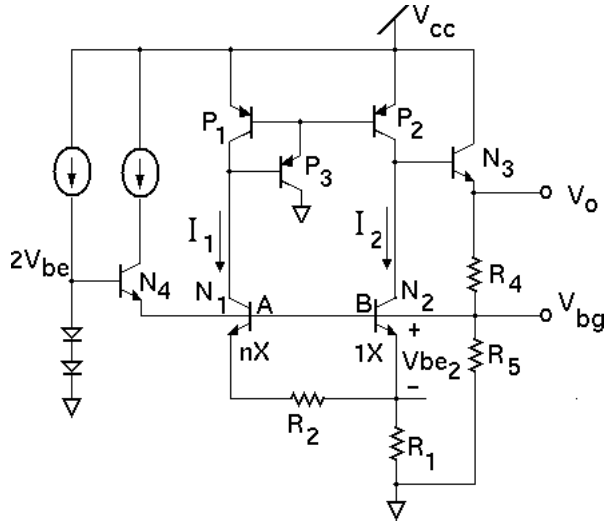 Vcc
P1
P2
P3
N3
Vo
I1
I2
2Vbe
N4
N1
A
B
N2
R4
Vbg
nX
1X
+
Vbe2
R5
-
R2
R1